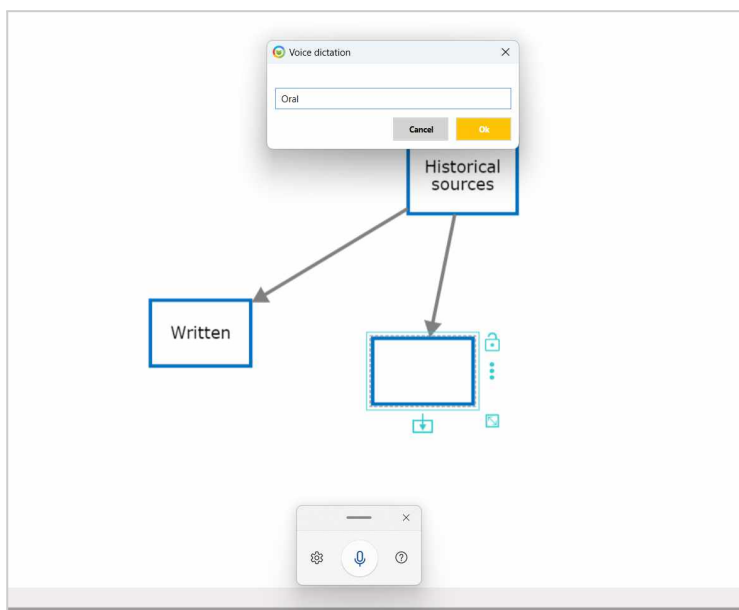 Voice dictation
Oral
Cancel
Ok
Historical
sources
Written